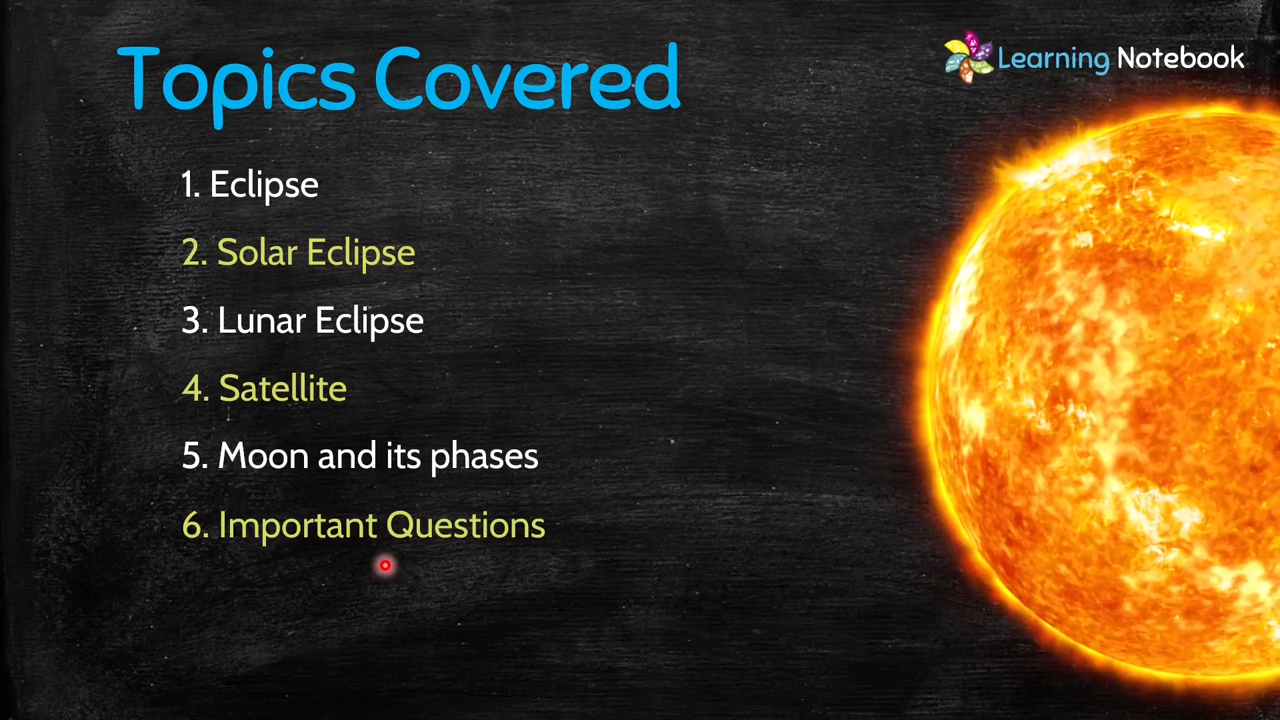 Topics Covered
Learning Notebook
1. Eclipse
2. Solar Eclipse
3. Lunar Eclipse
4. Satellite
5. Moon and its phases
6. Important Questions